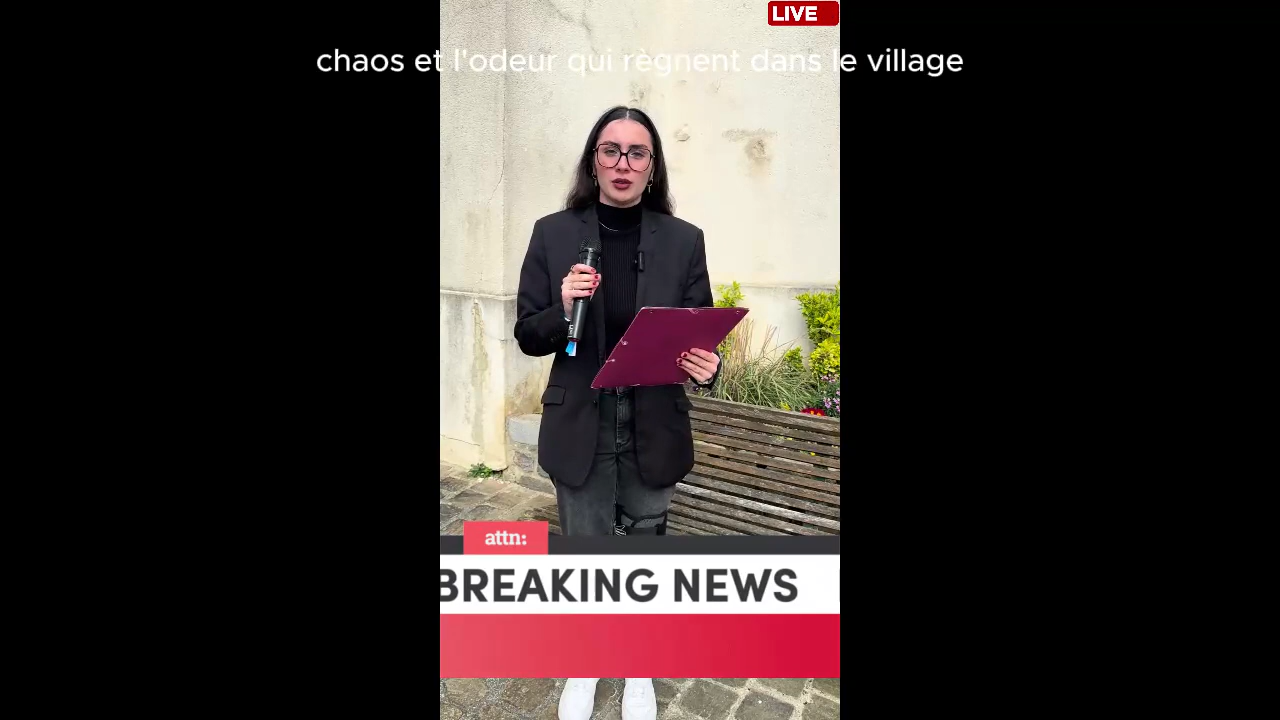 LIVE
chaos et l'odeur qui règnent dans le village
attn:
BREAKING NEWS